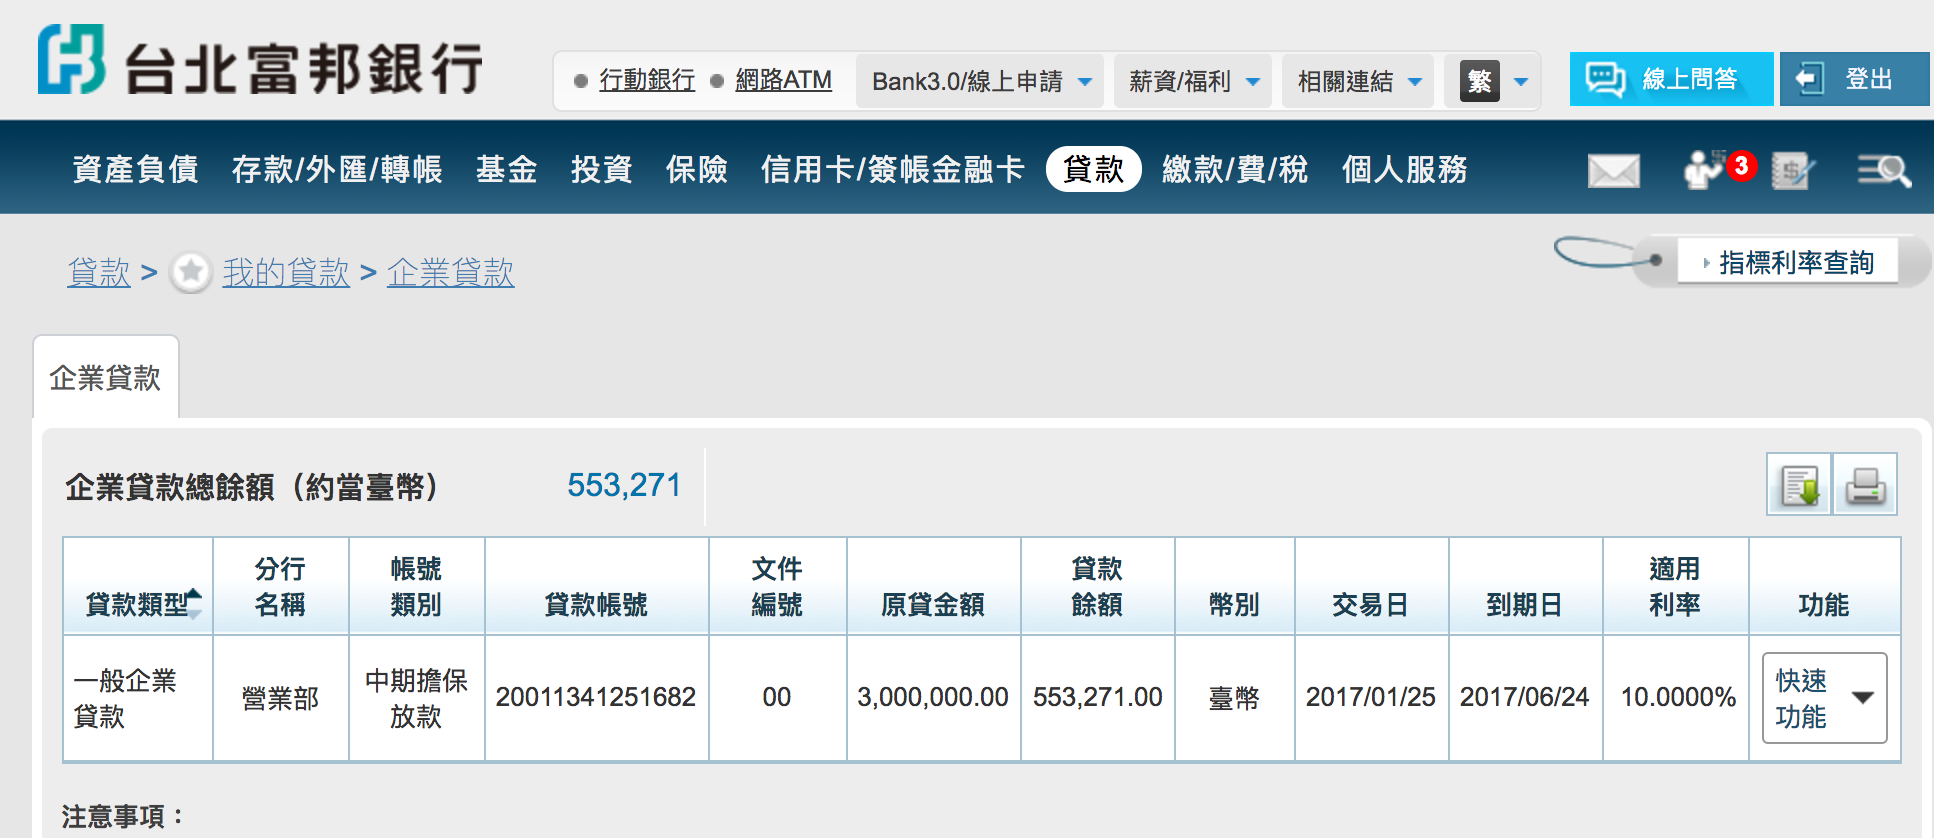 台北富邦銀行
行動銀行 網路ATM Bank3.0/線上申請 薪資/福利 相關連結 繁 線上問答 登出
資產負債 存款/外匯/轉帳 基金 投資 保險 信用卡/簽帳金融卡 貸款 繳款/費/稅 個人服務 3
貸款 > 我的貸款 > 企業貸款 指標利率查詢
企業貸款
企業貸款總餘額（約當臺幣） 553,271
貸款類型 分行名稱 帳號類別 貸款帳號 文件編號 原貸金額 貸款餘額 幣別 交易日 到期日 適用利率 功能
一般企業貸款 營業部 中期擔保放款 20011341251682 00 3,000,000.00 553,271.00 臺幣 2017/01/25 2017/06/24 10.0000% 快速功能
注意事項：